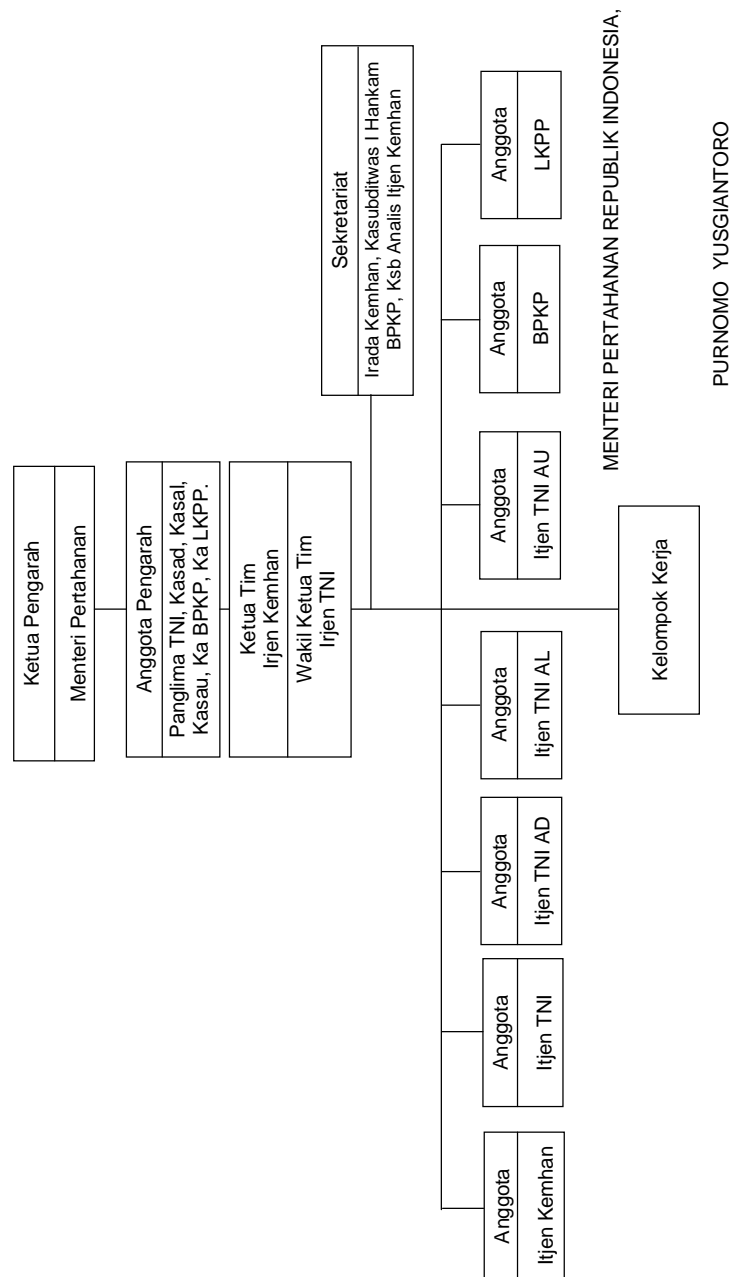 Ketua Pengarah
Menteri Pertahanan
Anggota Pengarah
Panglima TNI, Kasad, Kasal,
Kasau, Ka BPKP, Ka LKPP.
Ketua Tim
Irjen Kemhan
Wakil Ketua Tim
Irjen TNI
Sekretariat
Irada Kemhan, Kasubditwas I Hankam
BPKP, Ksb Analis Itjen Kemhan
Anggota
Itjen Kemhan
Anggota
Itjen TNI
Anggota
Itjen TNI AD
Anggota
Itjen TNI AL
Anggota
Itjen TNI AU
Anggota
BPKP
Anggota
LKPP
Kelompok Kerja
MENTERI PERTAHANAN REPUBLIK INDONESIA,
PURNOMO YUSGIANTORO